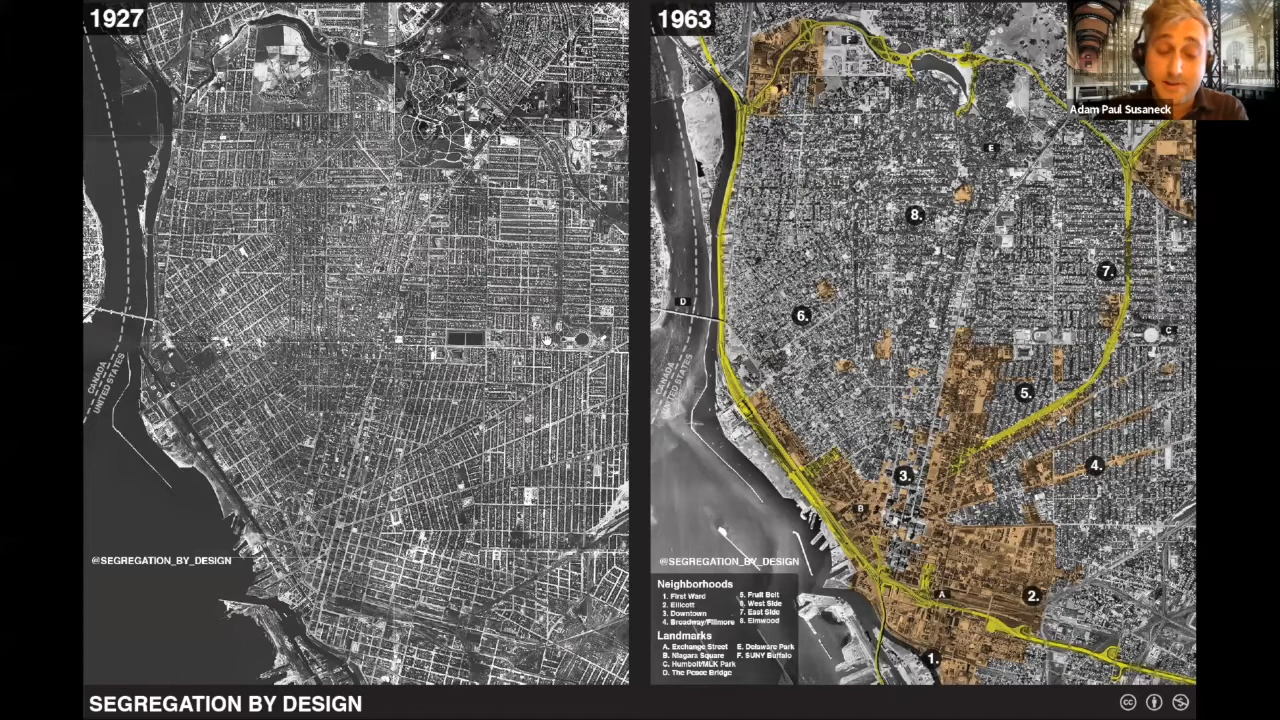 1927
CANADA
UNITED STATES
@SEGREGATION_BY_DESIGN
1963
Adam Paul Susaneck
F
E
8.
7.
D
6.
C
CANADA
UNITED STATES
5.
4.
3.
B
@SEGREGATION_BY_DESIGN
A
2.
1.
Neighborhoods
1. First Ward
2. Ellicott
3. Downtown
4. Broadway/Fillmore
5. Fruit Belt
6. West Side
7. East Side
8. Elmwood
Landmarks
A. Exchange Street
B. Niagara Square
C. Humbolt/MLK Park
D. The Peace Bridge
E. Delaware Park
F. SUNY Buffalo
SEGREGATION BY DESIGN
cc